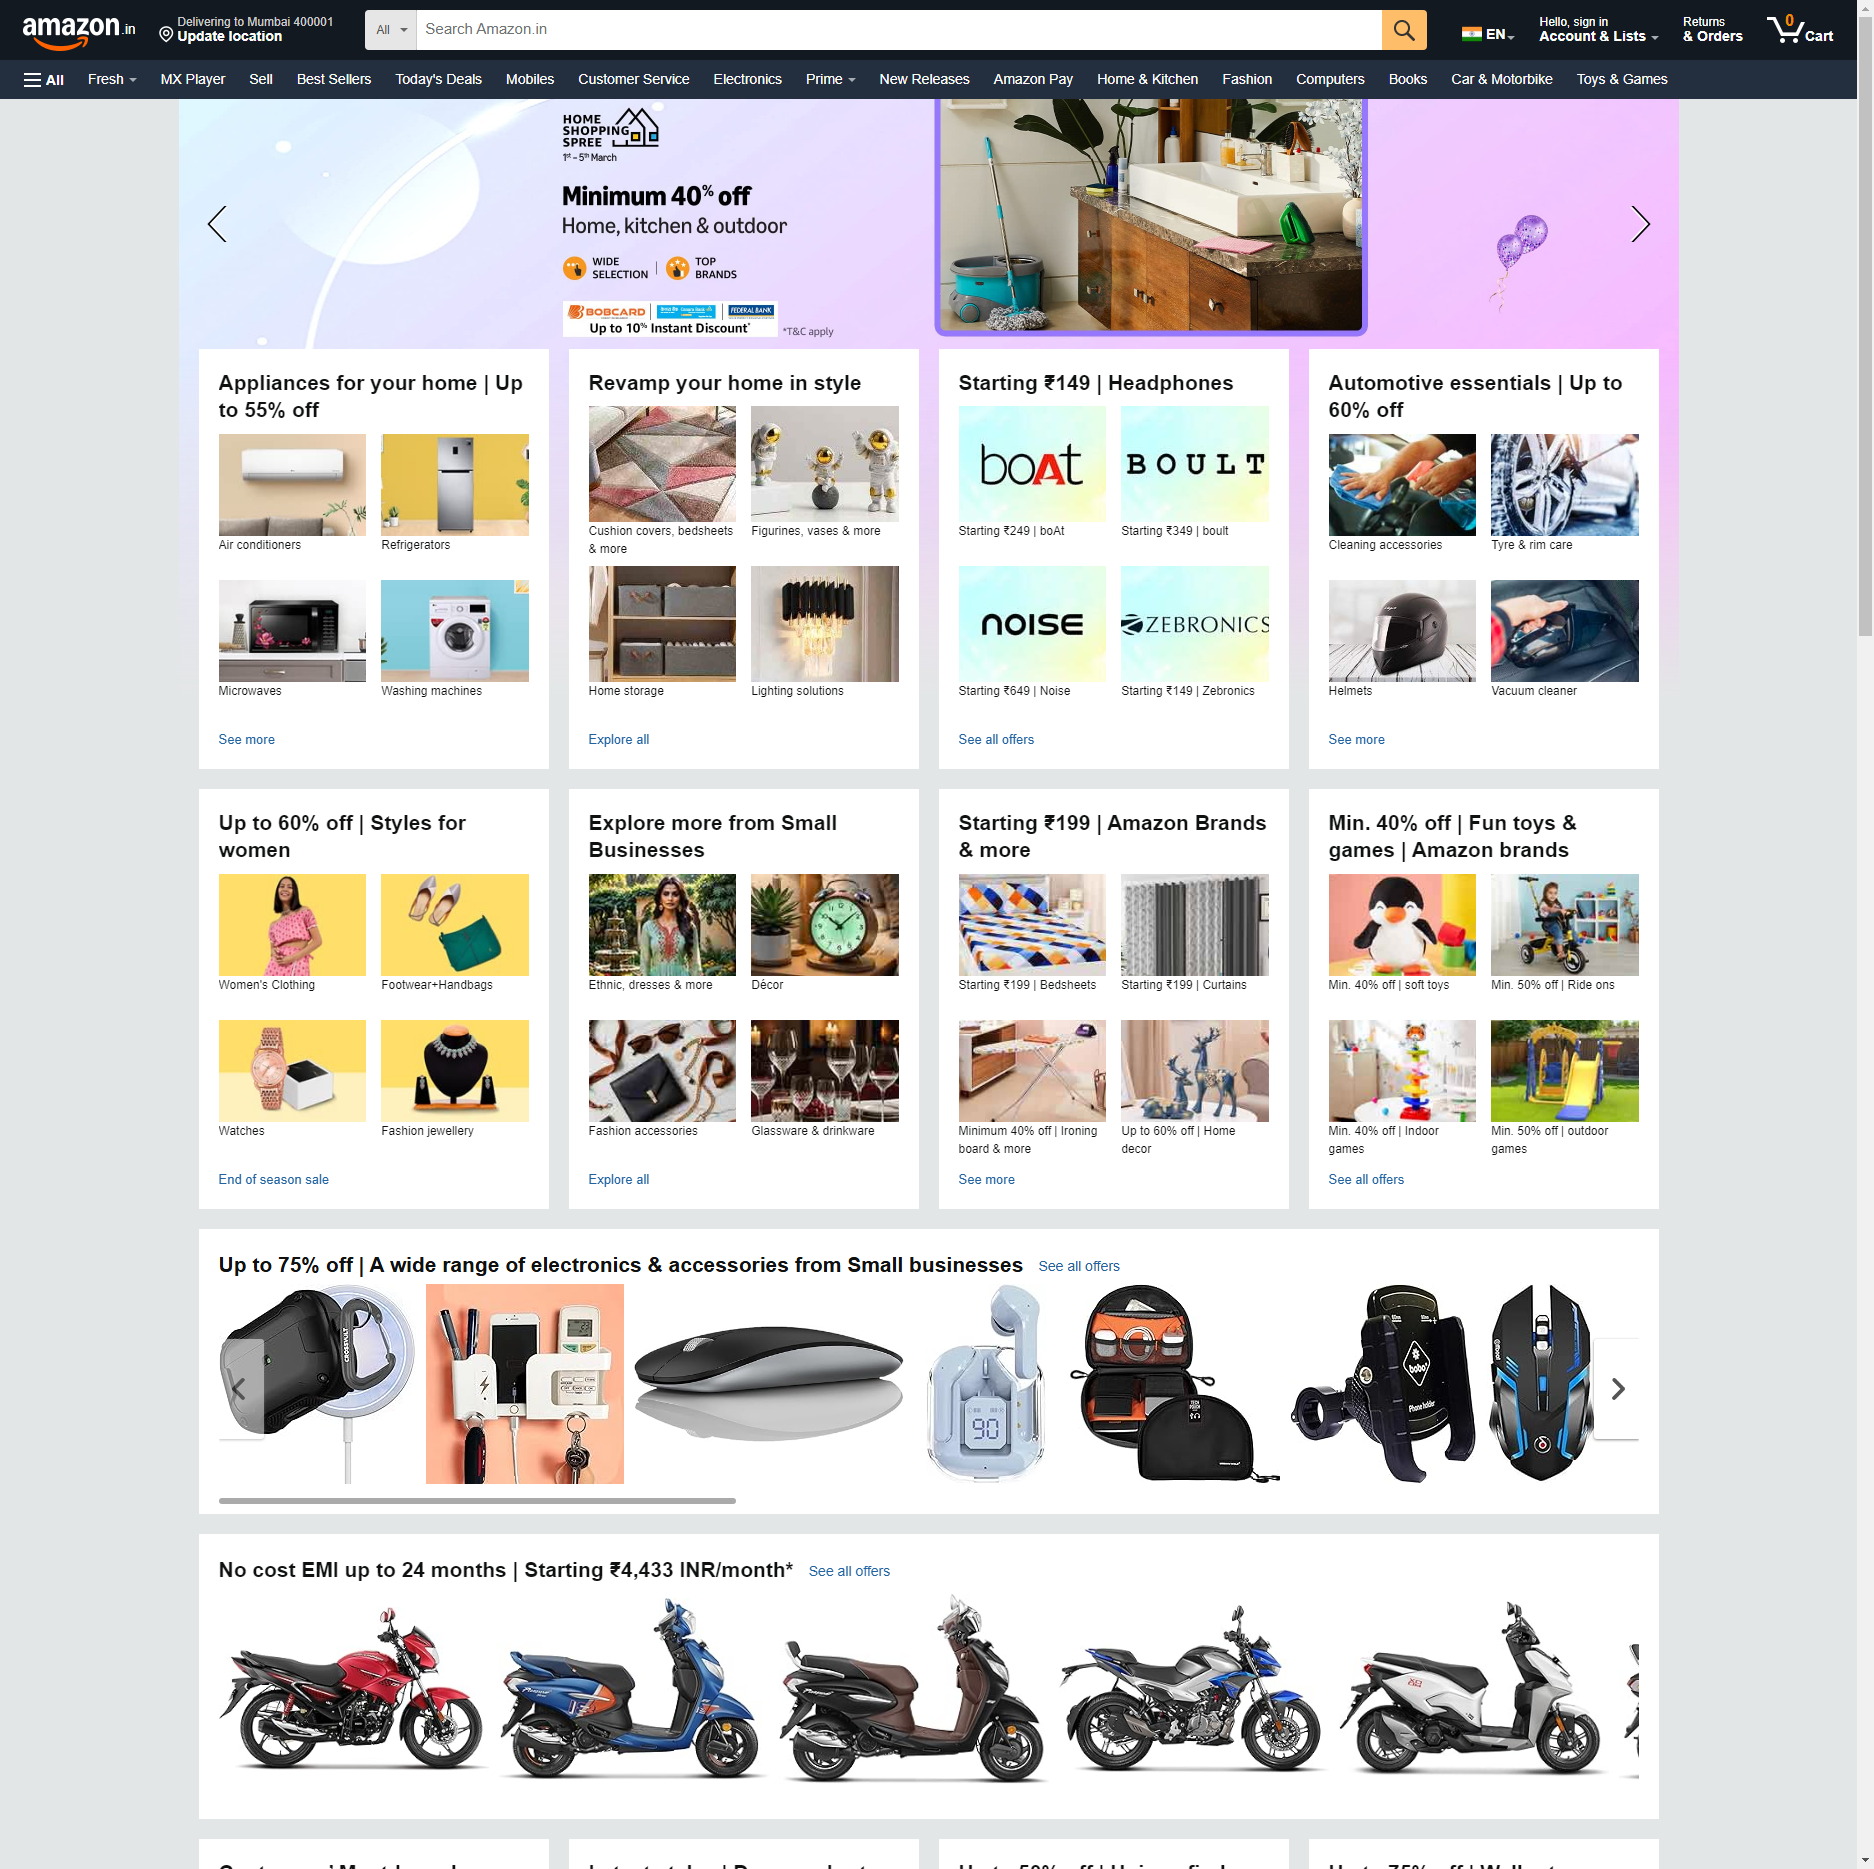 amazon.in
Delivering to Mumbai 400001
Update location
All
Search Amazon.in
EN
Hello, sign in
Account & Lists
Returns
& Orders
0
Cart
All
Fresh
MX Player
Sell
Best Sellers
Today's Deals
Mobiles
Customer Service
Electronics
Prime
New Releases
Amazon Pay
Home & Kitchen
Fashion
Computers
Books
Car & Motorbike
Toys & Games
HOME
SHOPPING
SPREE
1st - 5th March
Minimum 40% off
Home, kitchen & outdoor
WIDE
SELECTION
TOP
BRANDS
BOBCARD
FEDERAL BANK
Up to 10% Instant Discount*
*T&C apply
Appliances for your home | Up
to 55% off
Air conditioners
Refrigerators
Microwaves
Washing machines
See more
Revamp your home in style
Cushion covers, bedsheets
& more
Figurines, vases & more
Home storage
Lighting solutions
Explore all
Starting ₹149 | Headphones
boAt
BOULT
Starting ₹249 | boAt
Starting ₹349 | boult
noise
ZEBRONICS
Starting ₹649 | Noise
Starting ₹149 | Zebronics
See all offers
Automotive essentials | Up to
60% off
Cleaning accessories
Tyre & rim care
Helmets
Vacuum cleaner
See more
Up to 60% off | Styles for
women
Women's Clothing
Footwear+Handbags
Watches
Fashion jewellery
End of season sale
Explore more from Small
Businesses
Ethnic, dresses & more
Décor
Fashion accessories
Glassware & drinkware
Explore all
Starting ₹199 | Amazon Brands
& more
Starting ₹199 | Bedsheets
Starting ₹199 | Curtains
Minimum 40% off | Ironing
board & more
Up to 60% off | Home
decor
See more
Min. 40% off | Fun toys &
games | Amazon brands
Min. 40% off | soft toys
Min. 50% off | Ride ons
Min. 40% off | Indoor
games
Min. 50% off | outdoor
games
See all offers
Up to 75% off | A wide range of electronics & accessories from Small businesses
See all offers
CROSSVOLT
90
bobo
Phone holder
No cost EMI up to 24 months | Starting ₹4,433 INR/month*
See all offers